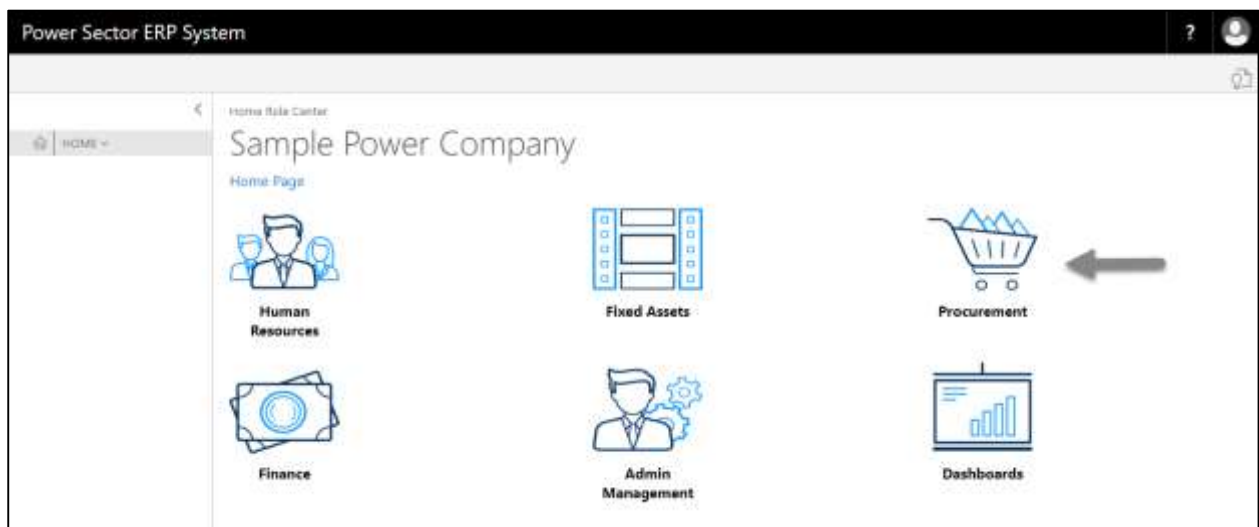 Power Sector ERP System
?
Home Role Center
HOME
Sample Power Company
Home Page
Human
Resources
Fixed Assets
Procurement
Finance
Admin
Management
Dashboards